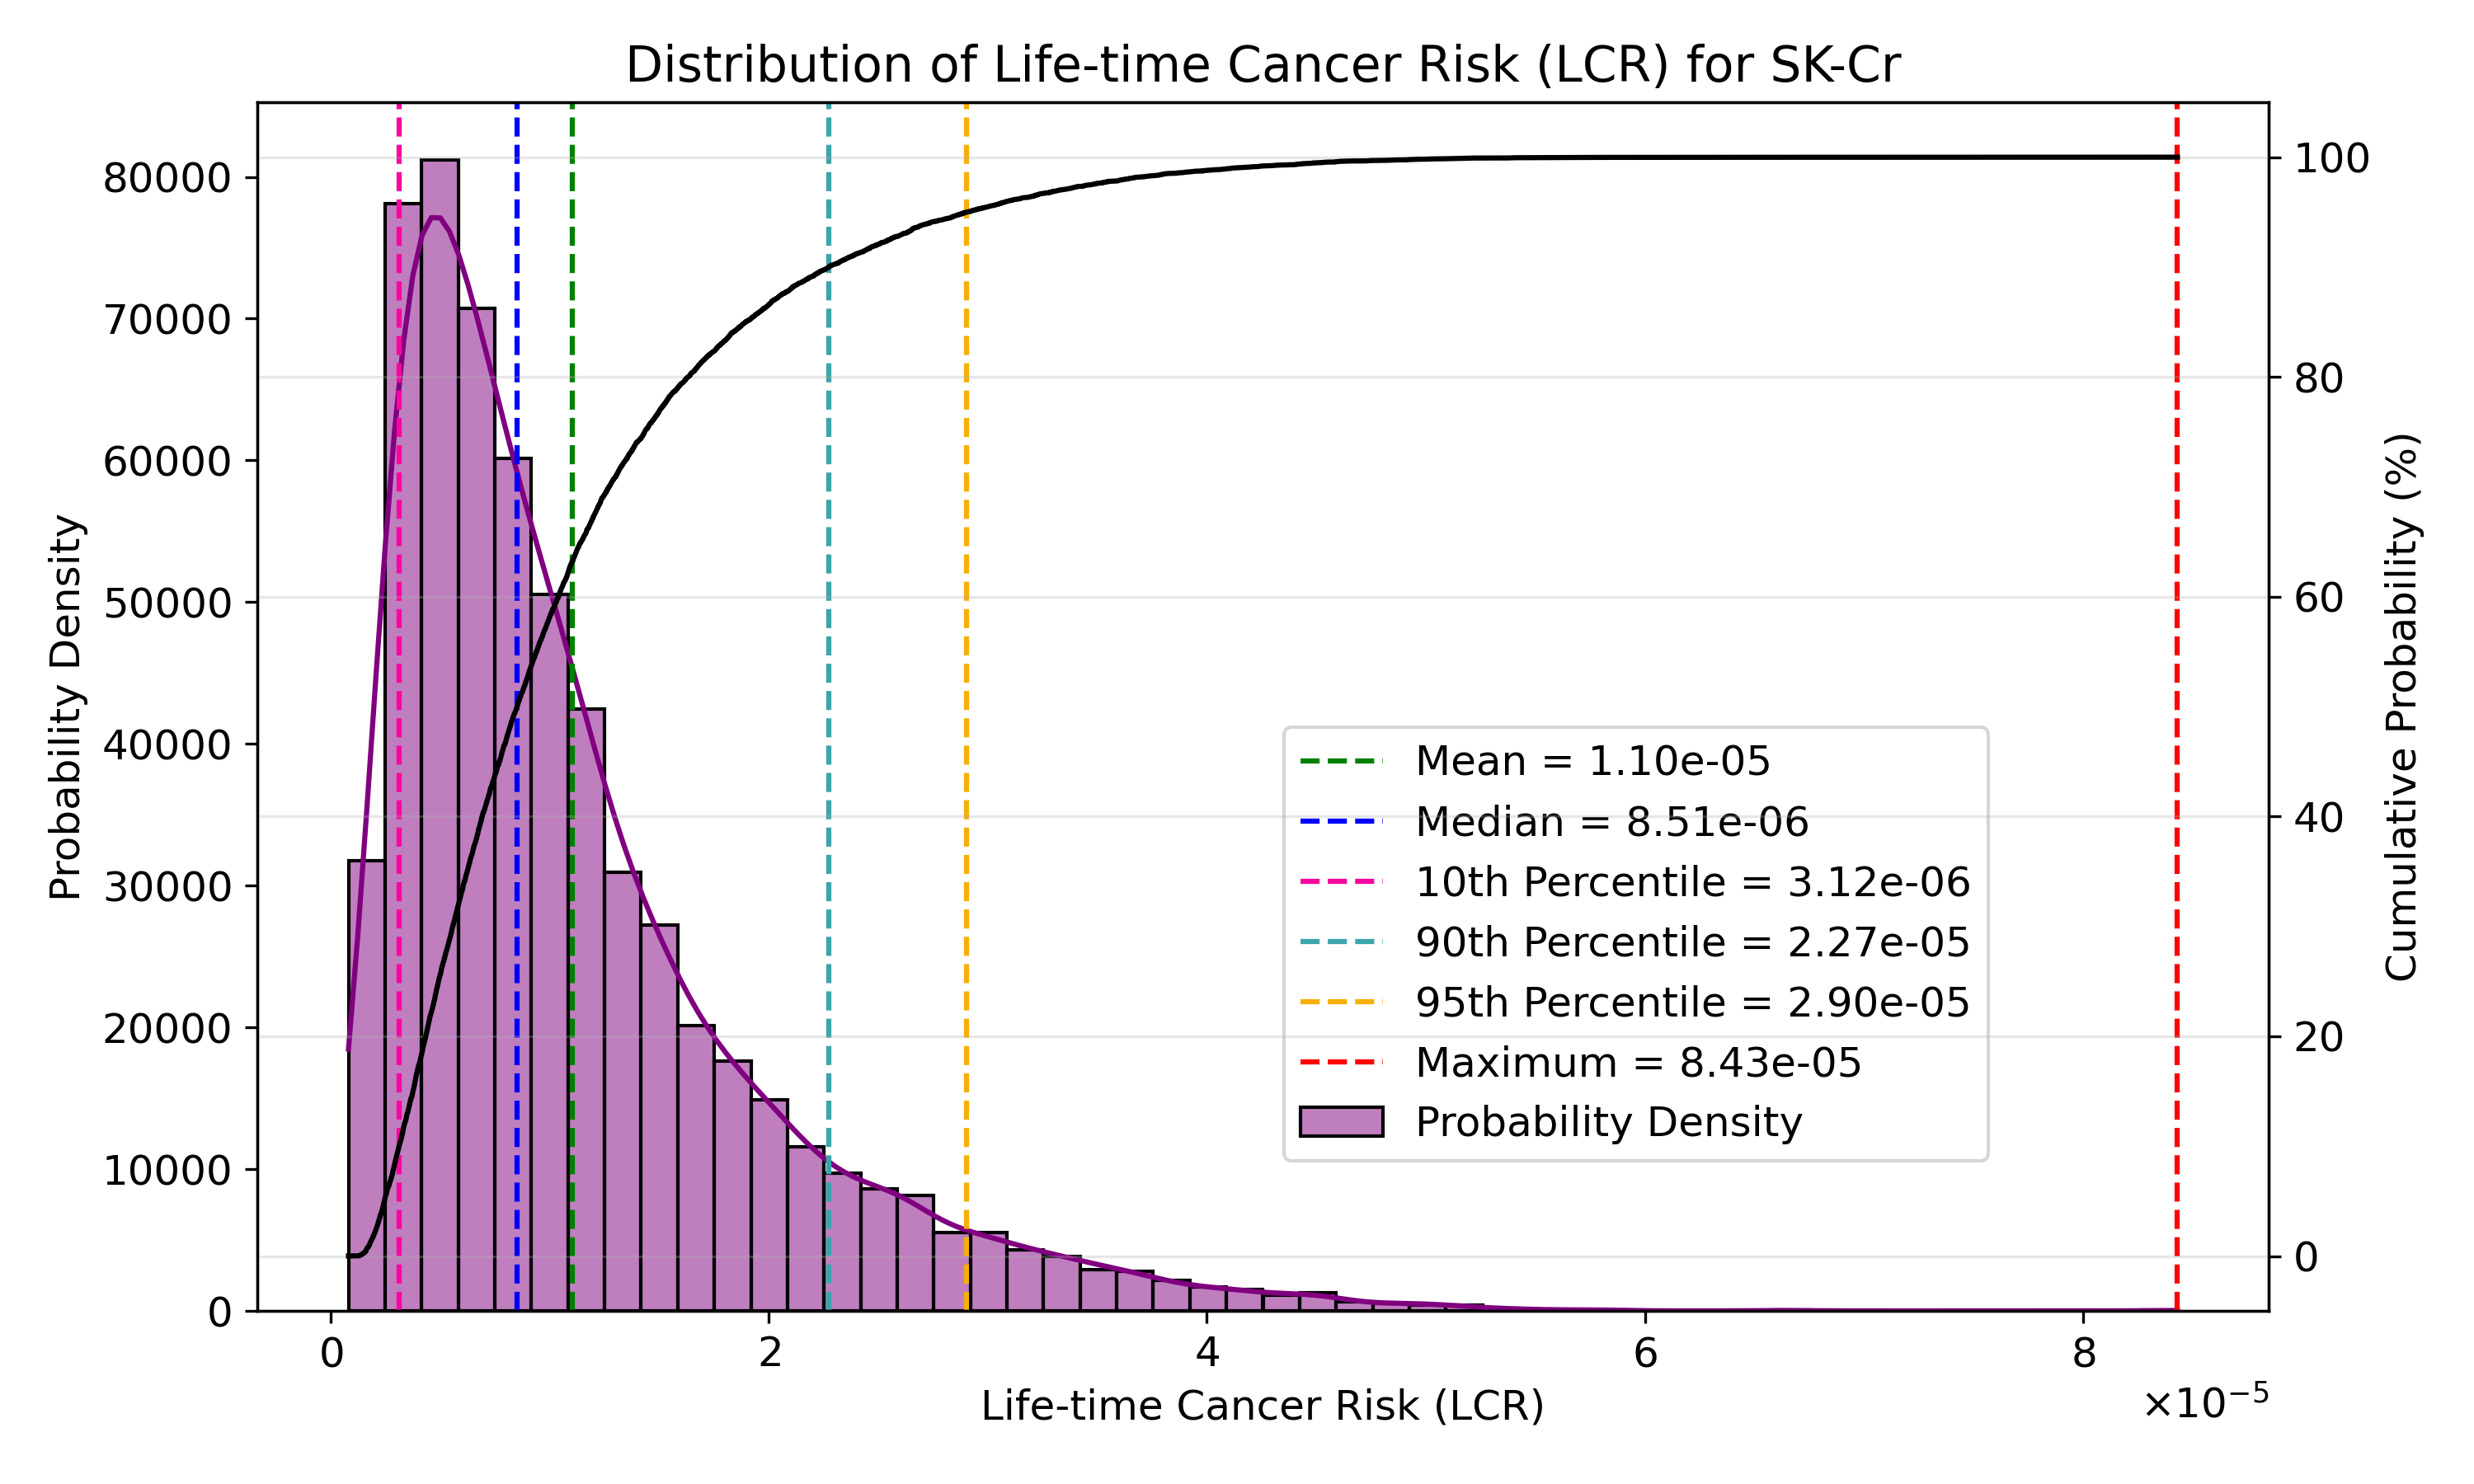 Distribution of Life-time Cancer Risk (LCR) for SK-Cr
Probability Density
80000
70000
60000
50000
40000
30000
20000
10000
0
100
80
60
40
20
0
Cumulative Probability (%)
Mean = 1.10e-05
Median = 8.51e-06
10th Percentile = 3.12e-06
90th Percentile = 2.27e-05
95th Percentile = 2.90e-05
Maximum = 8.43e-05
Probability Density
0 2 4 6 8
×10⁻⁵
Life-time Cancer Risk (LCR)